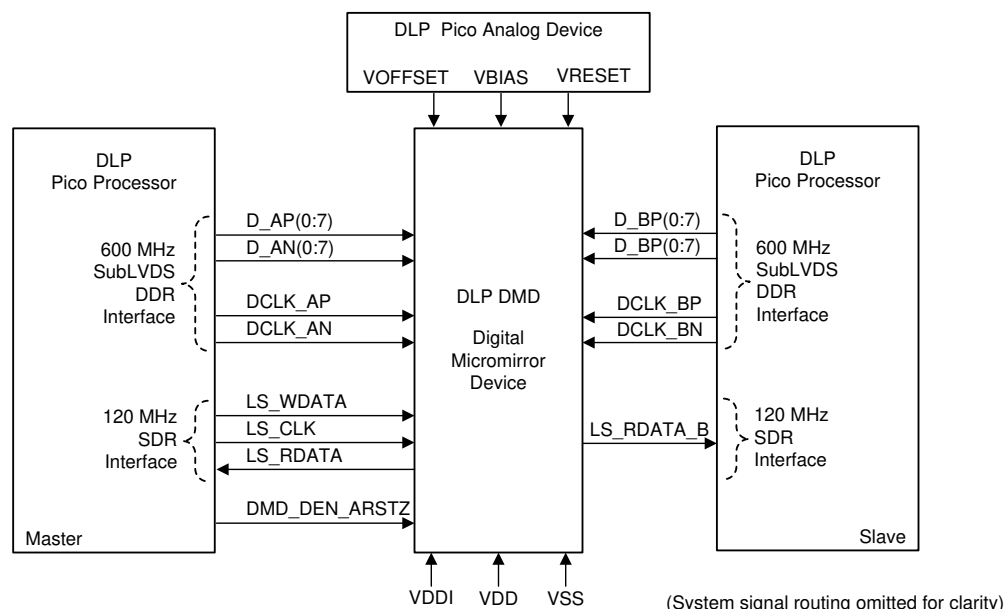 DLP Pico Analog Device
VOFFSET VBIAS VRESET
DLP
Pico Processor
600 MHz
SubLVDS
DDR
Interface
120 MHz
SDR
Interface
Master
D_AP(0:7)
D_AN(0:7)
DCLK_AP
DCLK_AN
LS_WDATA
LS_CLK
LS_RDATA
DMD_DEN_ARSTZ
DLP DMD
Digital
Micromirror
Device
D_BP(0:7)
D_BP(0:7)
DCLK_BP
DCLK_BN
LS_RDATA_B
DLP
Pico Processor
600 MHz
SubLVDS
DDR
Interface
120 MHz
SDR
Interface
Slave
VDDI VDD VSS
(System signal routing omitted for clarity)